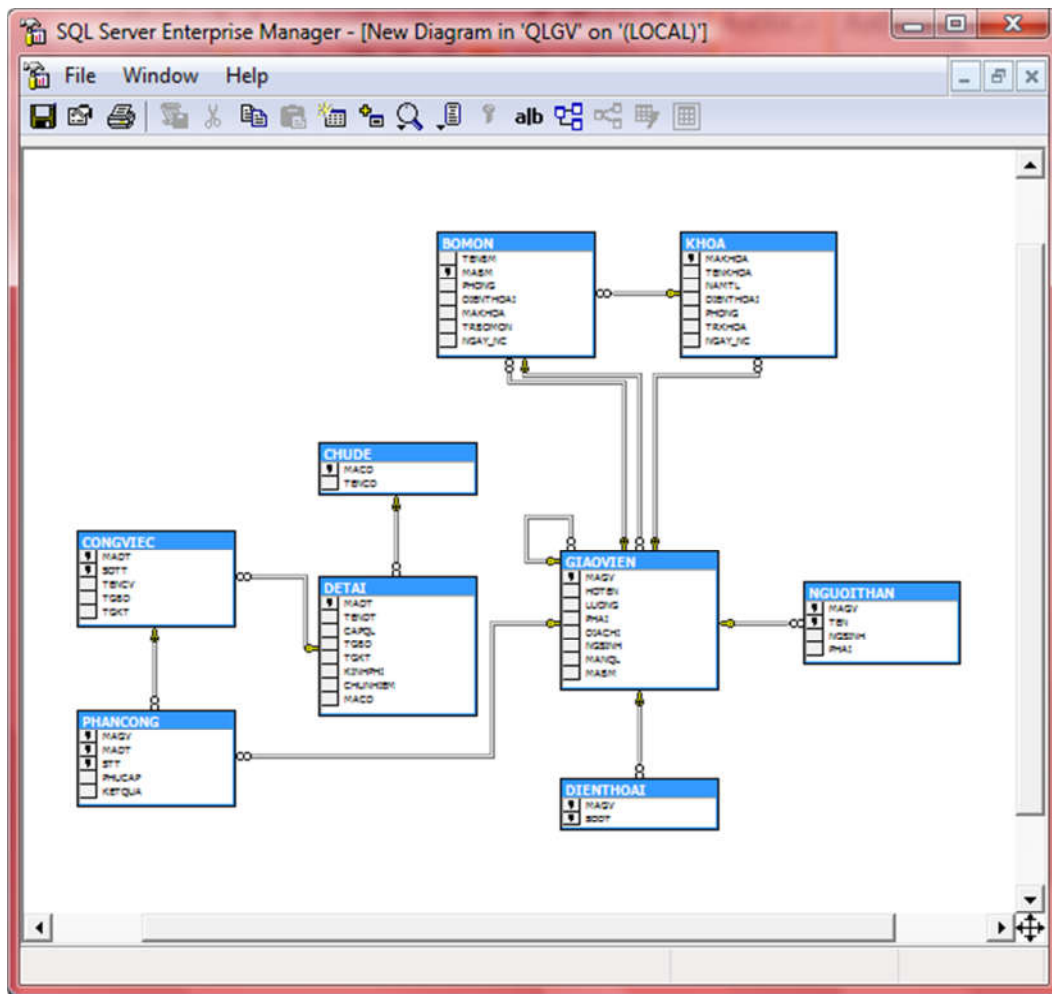 SQL Server Enterprise Manager - [New Diagram in 'QLGV' on '(LOCAL)']
File Window Help
a|b
BOMON
TENBM
MABM
PHONG
DIENTHOAI
MAKHOA
TRBOMON
NGAY_NC
KHOA
MAKHOA
TENKHOA
NAMTL
DIENTHOAI
PHONG
TRKHOA
NGAY_NC
CHUDE
MACD
TENCD
CONGVIEC
MADT
SOTT
TENCV
TGBD
TGKT
DETAI
MADT
TENDT
CAPQL
TGBD
TGKT
KINHPHI
CHUNHIEM
MACD
GIAOVIEN
MAGV
HOTEN
LUONG
PHAI
DIACHI
NGSINH
MANQL
MABM
NGUOITHAN
MAGV
TEN
NGSINH
PHAI
PHANCONG
MAGV
MADT
STT
PHUCAP
KETQUA
DIENTHOAI
MAGV
SODT